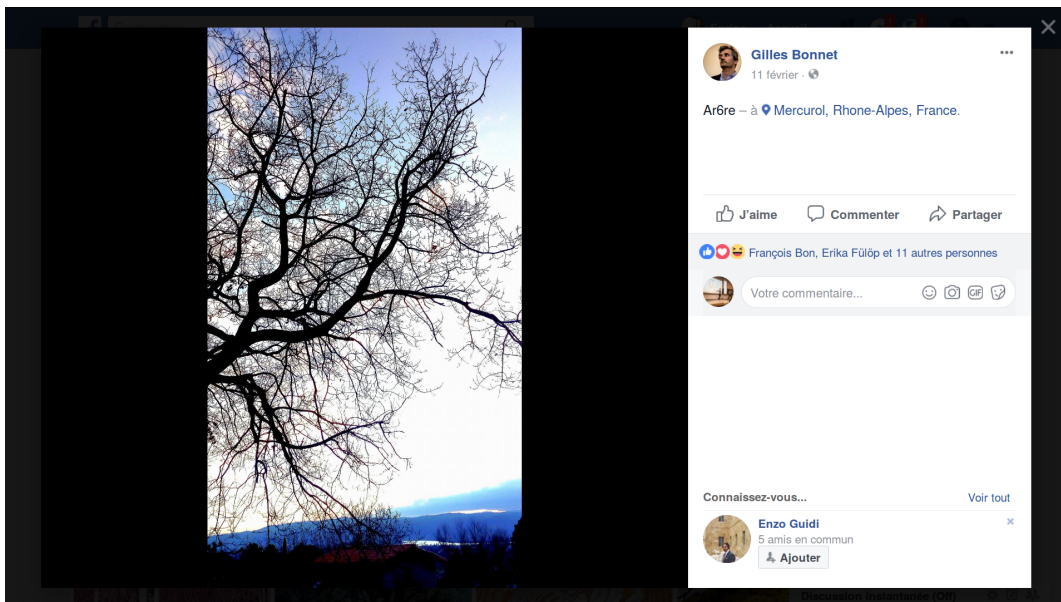 Gilles Bonnet
11 février
Ar6re – à Mercurol, Rhone-Alpes, France.
J'aime Commenter Partager
François Bon, Erika Fülöp et 11 autres personnes
Votre commentaire... GIF
Connaissez-vous... Voir tout
Enzo Guidi
5 amis en commun
Ajouter
Discussion instantanée (Off)